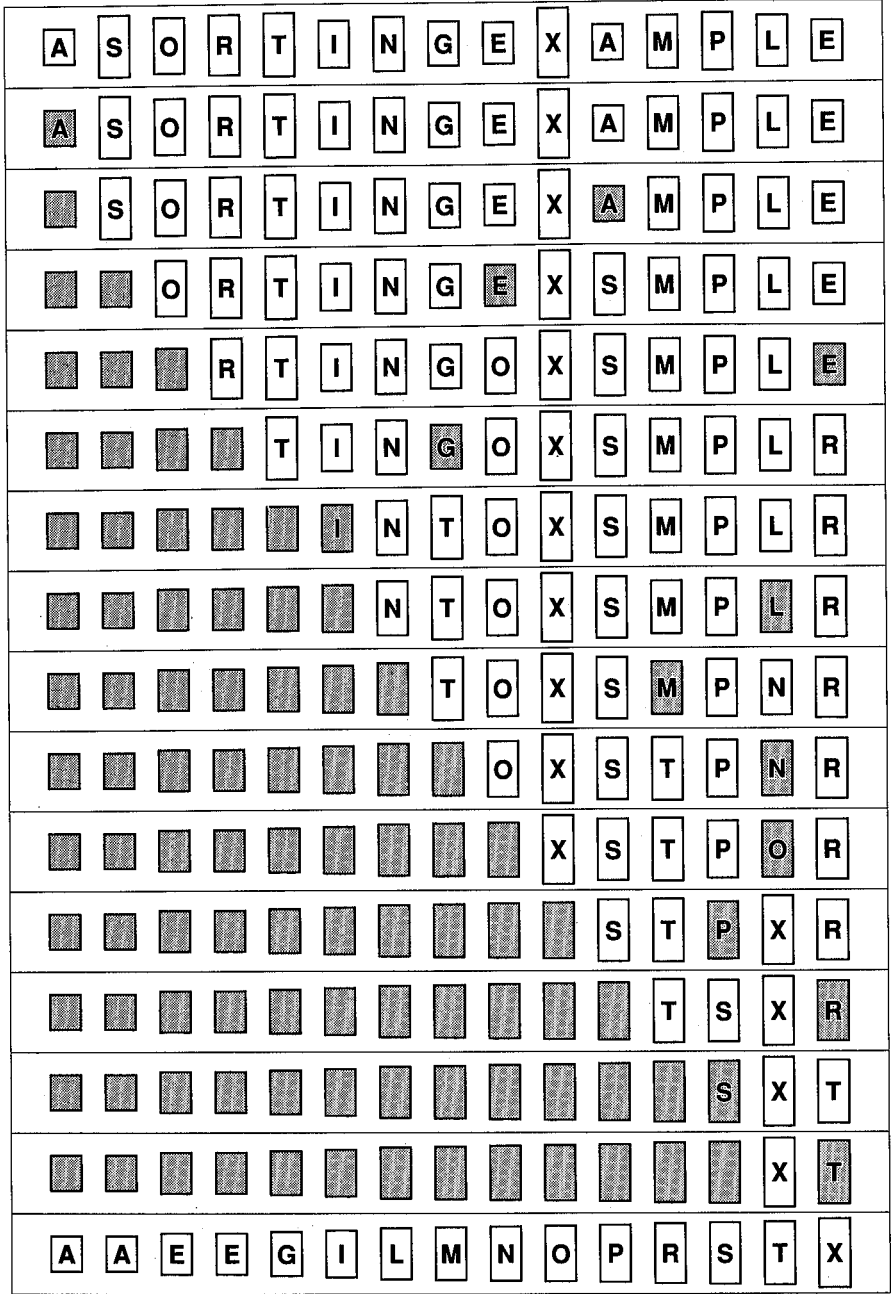 A S O R T I N G E X A M P L E
A S O R T I N G E X A M P L E
S O R T I N G E X A M P L E
O R T I N G E X S M P L E
R T I N G O X S M P L E
T I N G O X S M P L R
I N T O X S M P L R
N T O X S M P L R
T O X S M P N R
O X S T P N R
X S T P O R
S T P X R
T S X R
S X T
X T
A A E E G I L M N O P R S T X